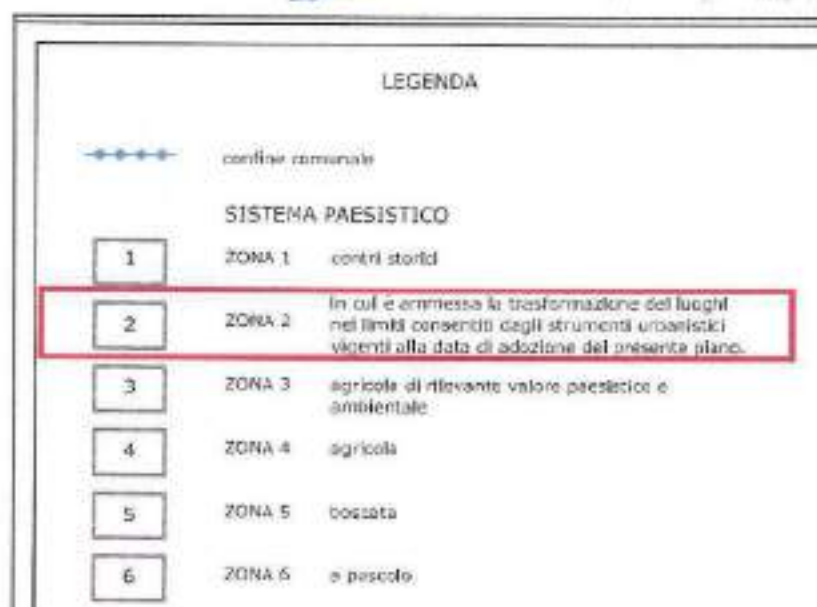 LEGENDA
confine comunale
SISTEMA PAESISTICO
1 ZONA 1 centri storici
2 ZONA 2 In cui è ammessa la trasformazione dei luoghi
nei limiti consentiti dagli strumenti urbanistici
vigenti alla data di adozione del presente piano.
3 ZONA 3 agricola di rilevante valore paesistico e
ambientale
4 ZONA 4 agricola
5 ZONA 5 boscata
6 ZONA 6 a pascolo